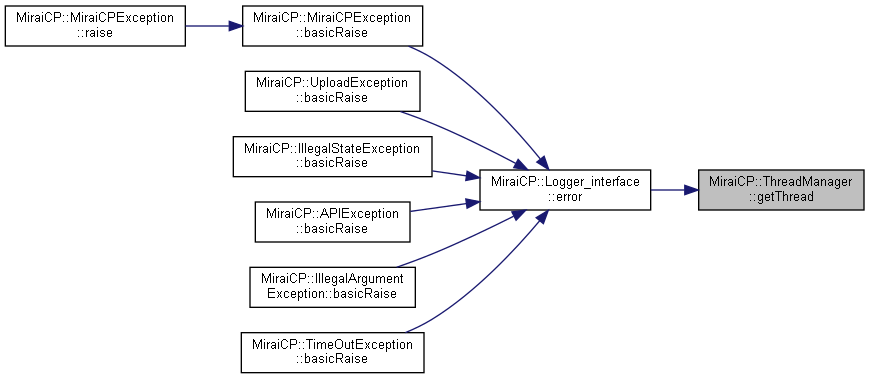 MiraiCP::MiraiCPException
::raise
MiraiCP::MiraiCPException
::basicRaise
MiraiCP::UploadException
::basicRaise
MiraiCP::IllegalStateException
::basicRaise
MiraiCP::APIException
::basicRaise
MiraiCP::IllegalArgument
Exception::basicRaise
MiraiCP::TimeOutException
::basicRaise
MiraiCP::Logger_interface
::error
MiraiCP::ThreadManager
::getThread